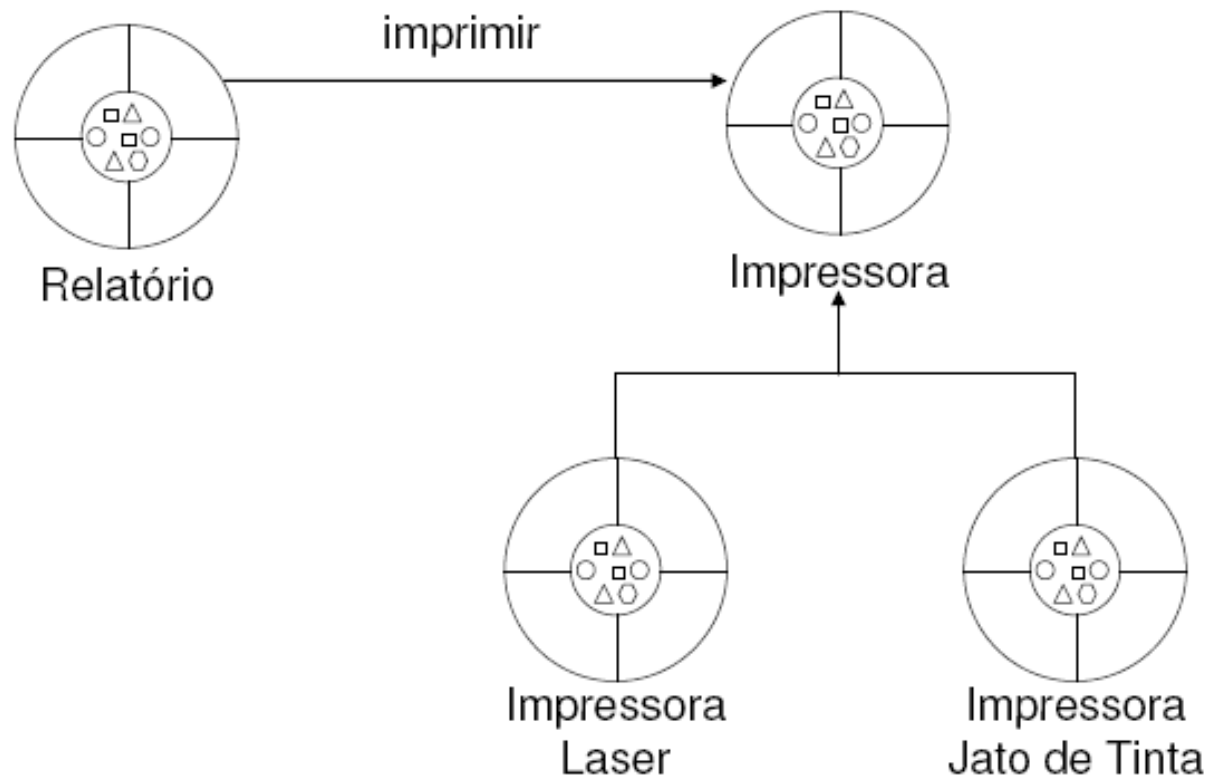 imprimir
Relatório
Impressora
Impressora
Laser
Impressora
Jato de Tinta